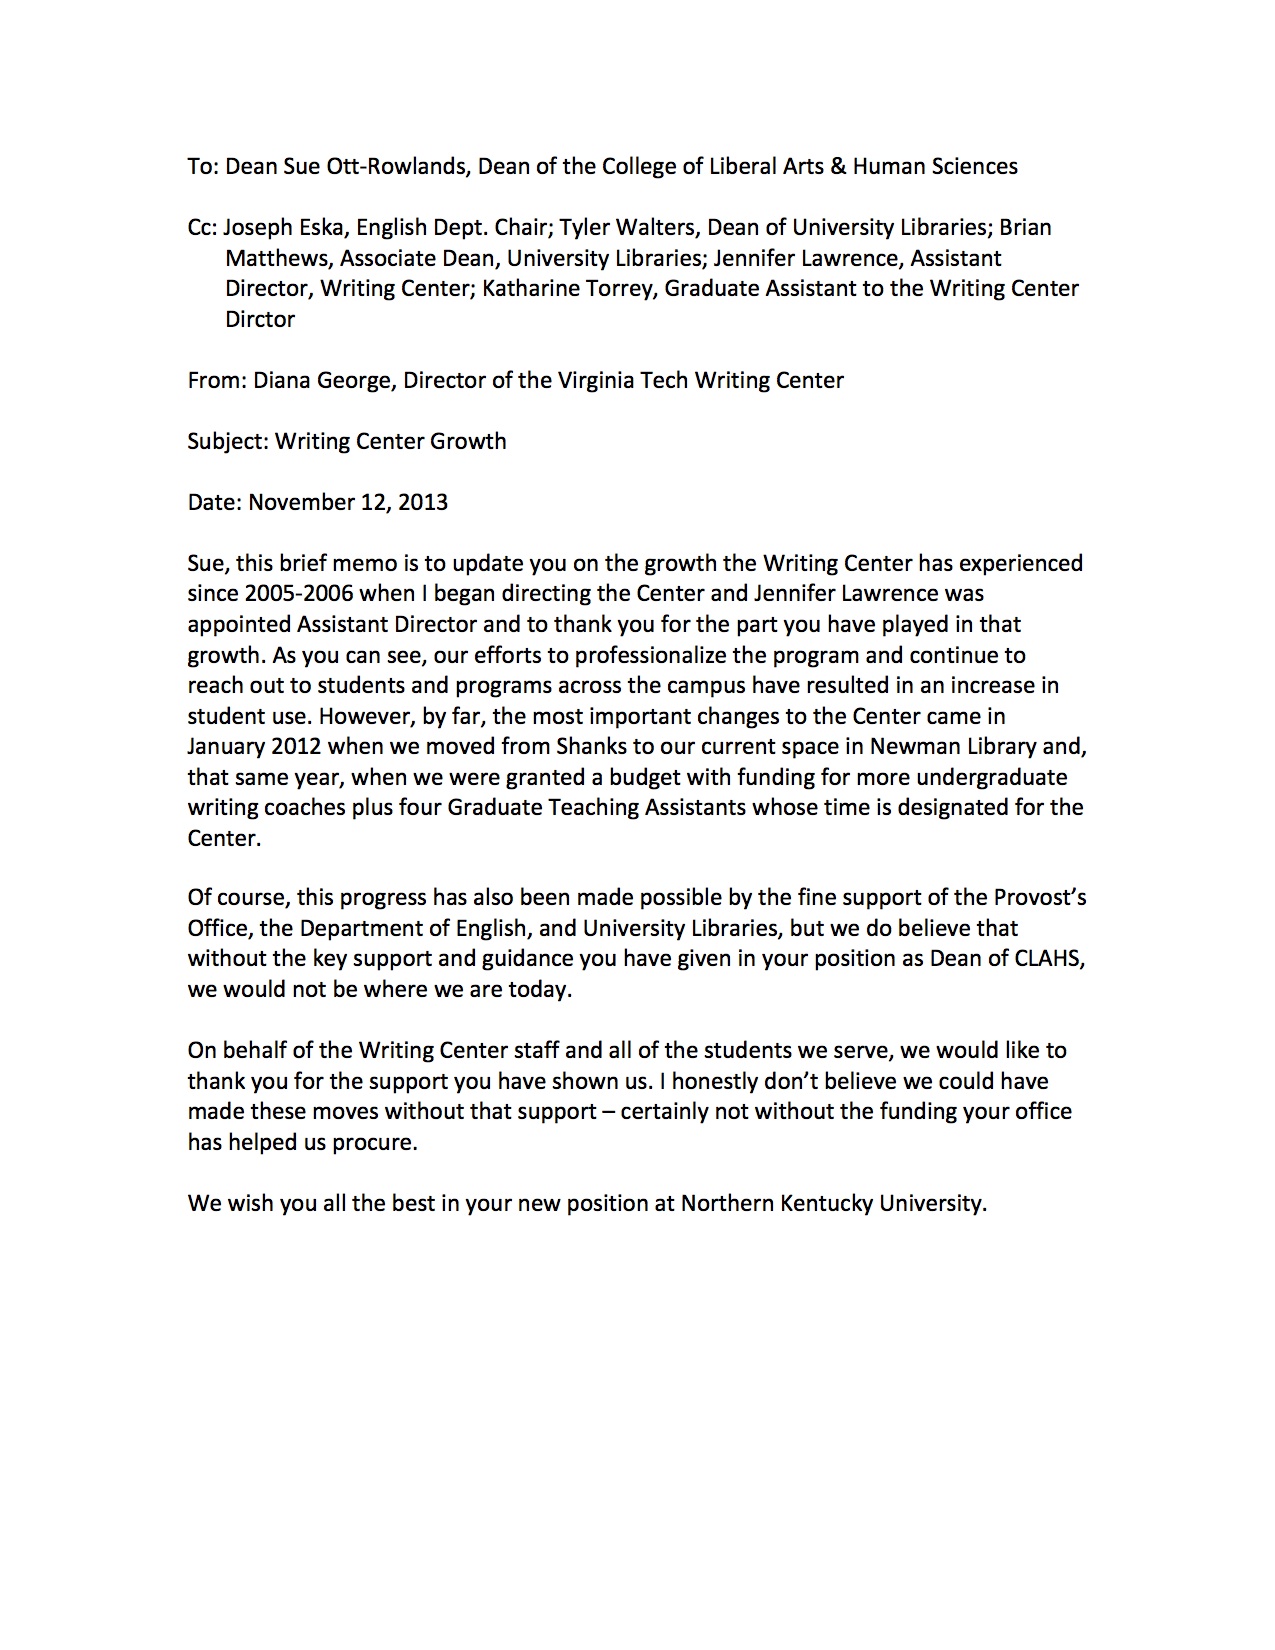 To: Dean Sue Ott-Rowlands, Dean of the College of Liberal Arts & Human Sciences
Cc: Joseph Eska, English Dept. Chair; Tyler Walters, Dean of University Libraries; Brian
Matthews, Associate Dean, University Libraries; Jennifer Lawrence, Assistant
Director, Writing Center; Katharine Torrey, Graduate Assistant to the Writing Center
Dirctor
From: Diana George, Director of the Virginia Tech Writing Center
Subject: Writing Center Growth
Date: November 12, 2013
Sue, this brief memo is to update you on the growth the Writing Center has experienced
since 2005-2006 when I began directing the Center and Jennifer Lawrence was
appointed Assistant Director and to thank you for the part you have played in that
growth. As you can see, our efforts to professionalize the program and continue to
reach out to students and programs across the campus have resulted in an increase in
student use. However, by far, the most important changes to the Center came in
January 2012 when we moved from Shanks to our current space in Newman Library and,
that same year, when we were granted a budget with funding for more undergraduate
writing coaches plus four Graduate Teaching Assistants whose time is designated for the
Center.
Of course, this progress has also been made possible by the fine support of the Provost’s
Office, the Department of English, and University Libraries, but we do believe that
without the key support and guidance you have given in your position as Dean of CLAHS,
we would not be where we are today.
On behalf of the Writing Center staff and all of the students we serve, we would like to
thank you for the support you have shown us. I honestly don’t believe we could have
made these moves without that support – certainly not without the funding your office
has helped us procure.
We wish you all the best in your new position at Northern Kentucky University.